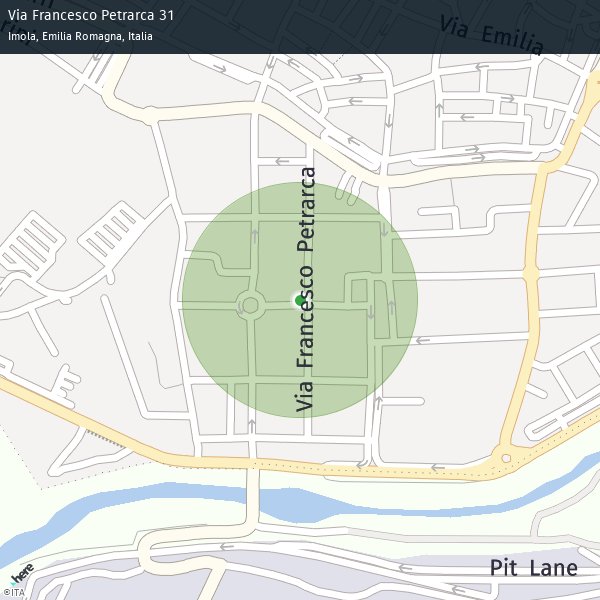 Via Francesco Petrarca 31
Imola, Emilia Romagna, Italia
Via Emilia
Via Francesco Petrarca
Pit Lane
here
©ITA